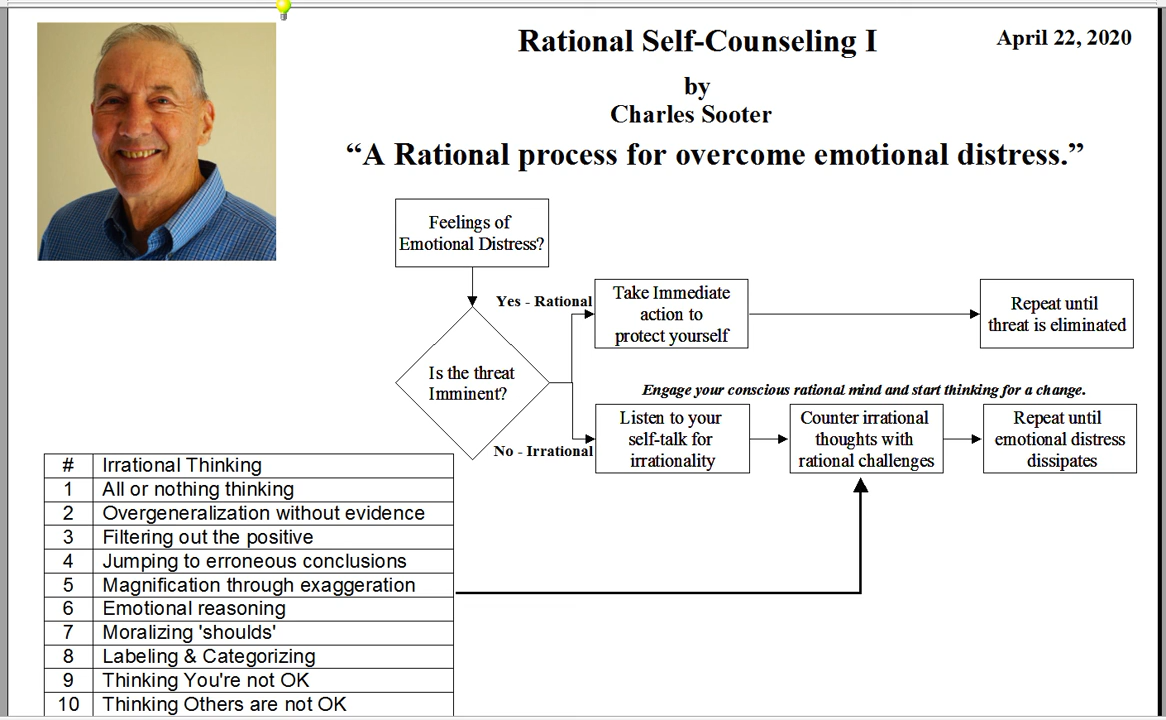 Rational Self-Counseling I
April 22, 2020
by
Charles Sooter
“A Rational process for overcome emotional distress.”
Feelings of
Emotional Distress?
Is the threat
Imminent?
Yes - Rational
Take Immediate
action to
protect yourself
Repeat until
threat is eliminated
Engage your conscious rational mind and start thinking for a change.
No - Irrational
Listen to your
self-talk for
irrationality
Counter irrational
thoughts with
rational challenges
Repeat until
emotional distress
dissipates
# Irrational Thinking
1 All or nothing thinking
2 Overgeneralization without evidence
3 Filtering out the positive
4 Jumping to erroneous conclusions
5 Magnification through exaggeration
6 Emotional reasoning
7 Moralizing 'shoulds'
8 Labeling & Categorizing
9 Thinking You're not OK
10 Thinking Others are not OK